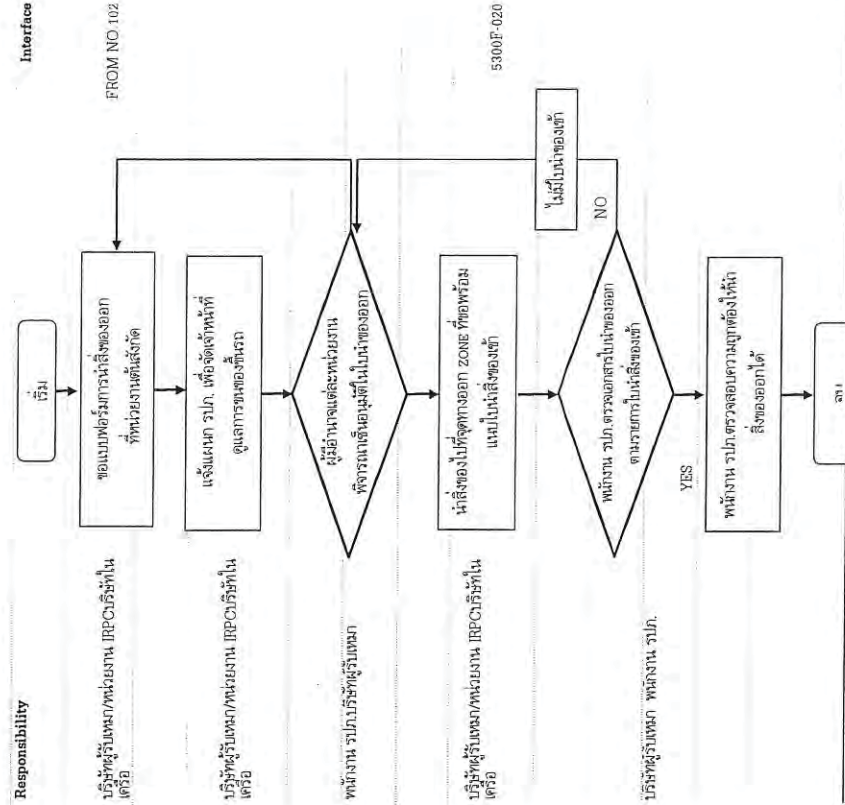 Responsibility
Interface
เริ่ม
บริษัทผู้รับเหมา/หน่วยงาน IRPCบริษัทใน
เครือ
ขอแบบฟอร์มการนำสิ่งของออก
ที่หน่วยงานต้นสังกัด
FROM NO.102
บริษัทผู้รับเหมา/หน่วยงาน IRPCบริษัทใน
เครือ
แจ้งแผนก รปภ. เพื่อจัดเจ้าหน้าที่
ดูแลการขนของขึ้นรถ
พนักงาน รปภ.บริษัทผู้รับเหมา
ผู้มีอำนาจแต่ละหน่วยงาน
พิจารณาเซ็นอนุมัติในใบนำของออก
บริษัทผู้รับเหมา/หน่วยงาน IRPCบริษัทใน
เครือ
นำสิ่งของไปที่จุดทางออก ZONE ที่ขอพร้อม
แนบใบนำสิ่งของเข้า
5300F-020
ไม่มีใบนำของเข้า
บริษัทผู้รับเหมา พนักงาน รปภ.
พนักงาน รปภ.ตรวจเอกสารใบนำของออก
ตามรายการใบนำสิ่งของเข้า
NO
YES
พนักงาน รปภ.ตรวจสอบความถูกต้องให้นำ
สิ่งของออกได้
จบ